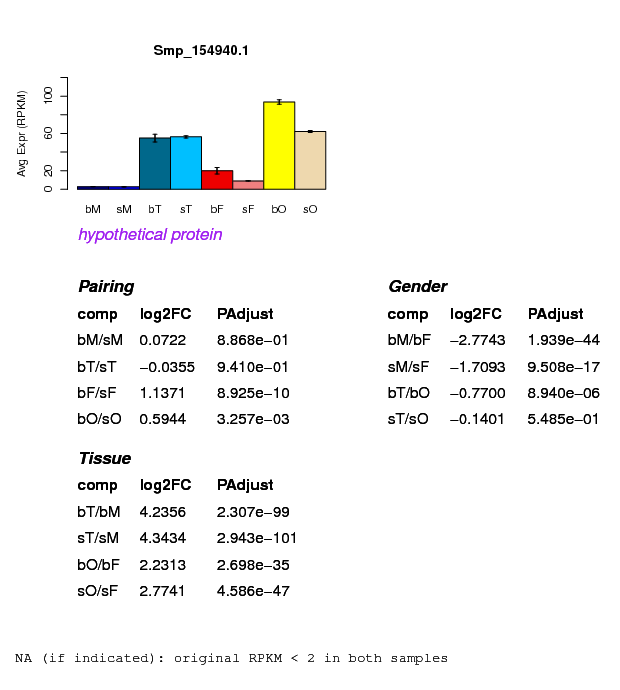 Smp_154940.1
Avg Expr (RPKM)
0 20 60 100
bM sM bT sT bF sF bO sO
hypothetical protein
Pairing
comp log2FC PAdjust
bM/sM 0.0722 8.868e−01
bT/sT −0.0355 9.410e−01
bF/sF 1.1371 8.925e−10
bO/sO 0.5944 3.257e−03
Gender
comp log2FC PAdjust
bM/bF −2.7743 1.939e−44
sM/sF −1.7093 9.508e−17
bT/bO −0.7700 8.940e−06
sT/sO −0.1401 5.485e−01
Tissue
comp log2FC PAdjust
bT/bM 4.2356 2.307e−99
sT/sM 4.3434 2.943e−101
bO/bF 2.2313 2.698e−35
sO/sF 2.7741 4.586e−47
NA (if indicated): original RPKM < 2 in both samples